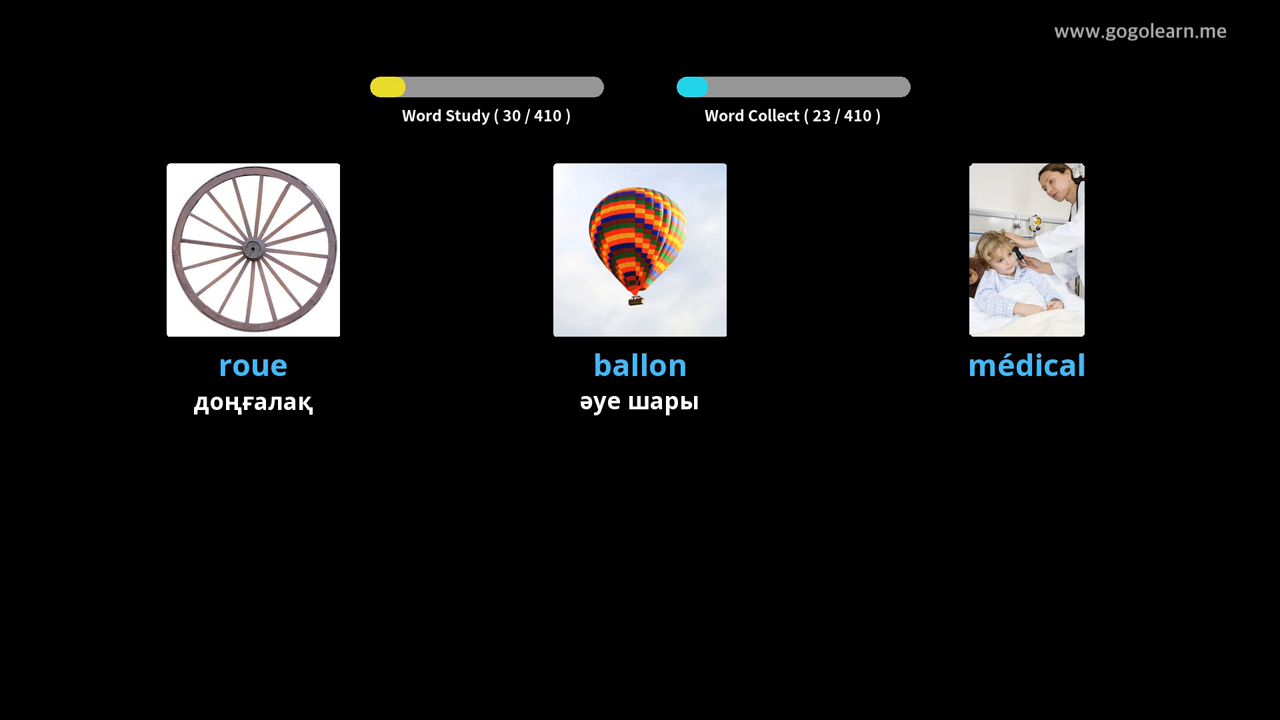 www.gogolearn.me
Word Study ( 30 / 410 )
Word Collect ( 23 / 410 )
roue
ballon
médical
доңғалақ
әуе шары